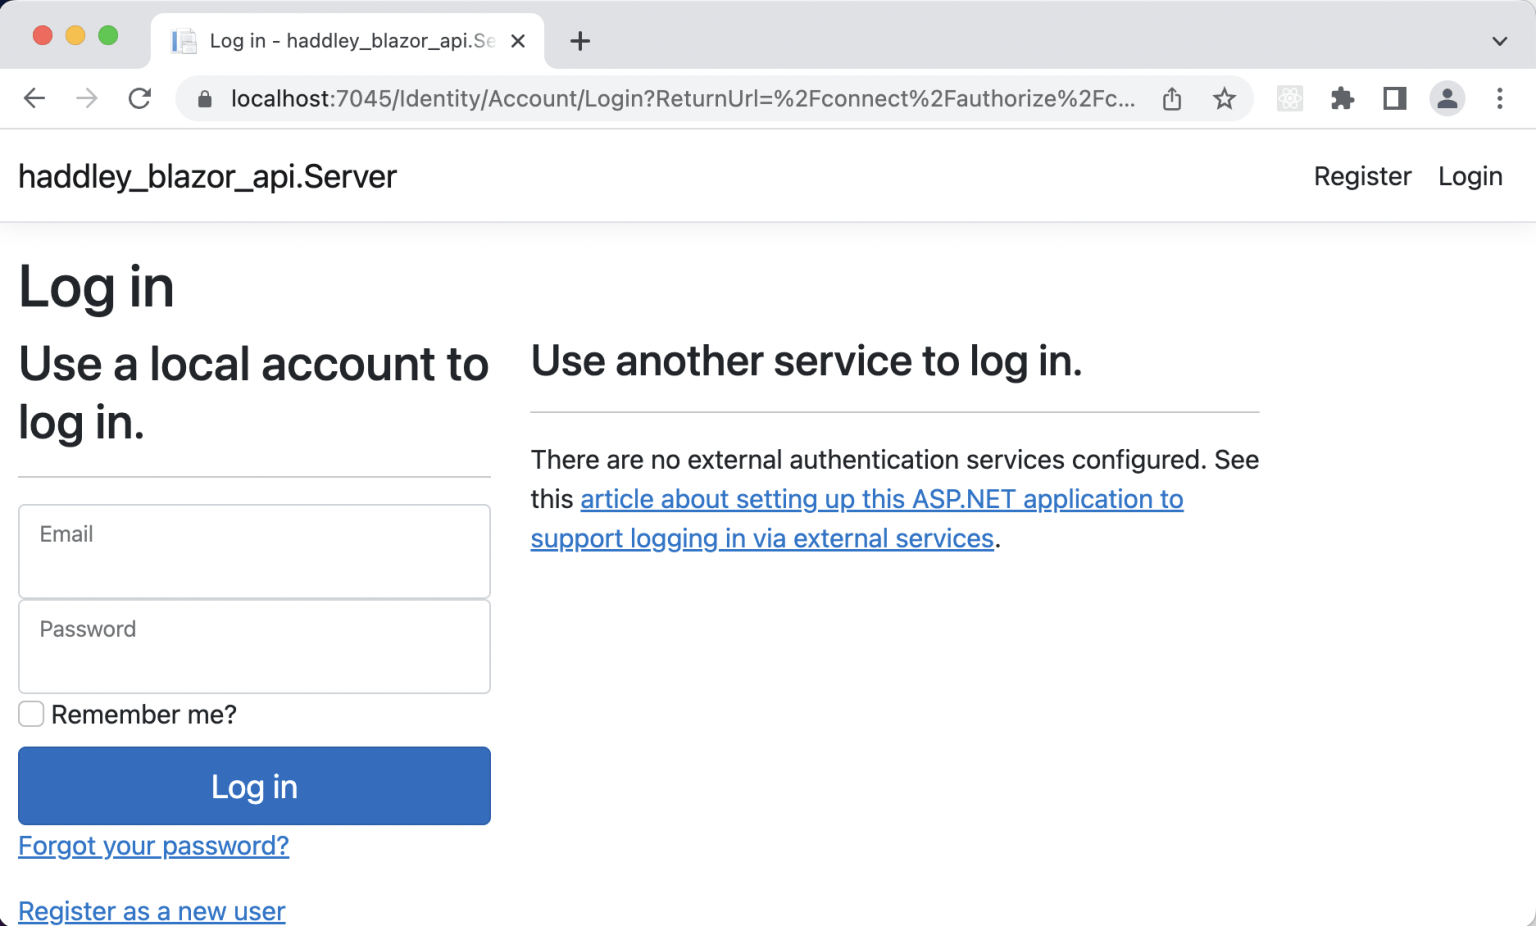 Log in - haddley_blazor_api.Se
localhost:7045/Identity/Account/Login?ReturnUrl=%2Fconnect%2Fauthorize%2Fc...
haddley_blazor_api.Server
Register
Login
Log in
Use a local account to
log in.
Email
Password
Remember me?
Log in
Forgot your password?
Register as a new user
Use another service to log in.
There are no external authentication services configured. See
this article about setting up this ASP.NET application to
support logging in via external services.